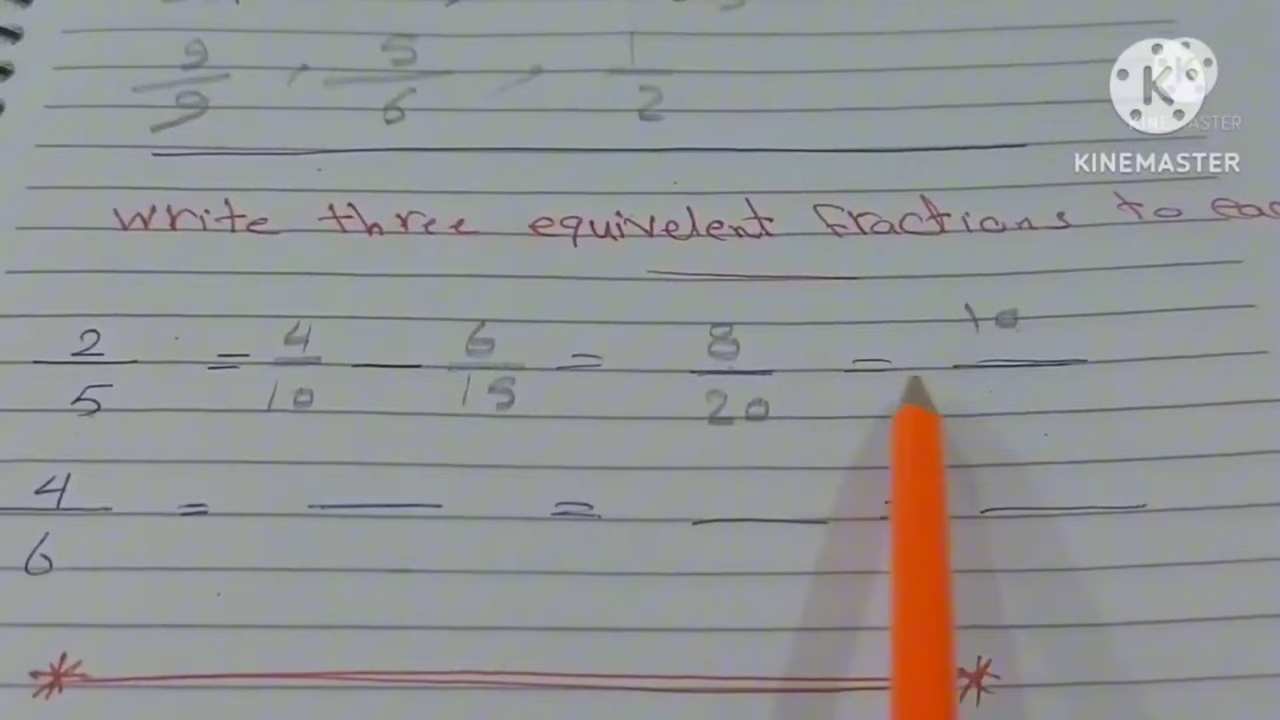 9/9 , 5/6 , 1/2
KINEMASTER
KINEMASTER
write three equivelent fractions to
2/5 = 4/10 — 6/15 = 8/20 = 10/
4/6 = — = — = —